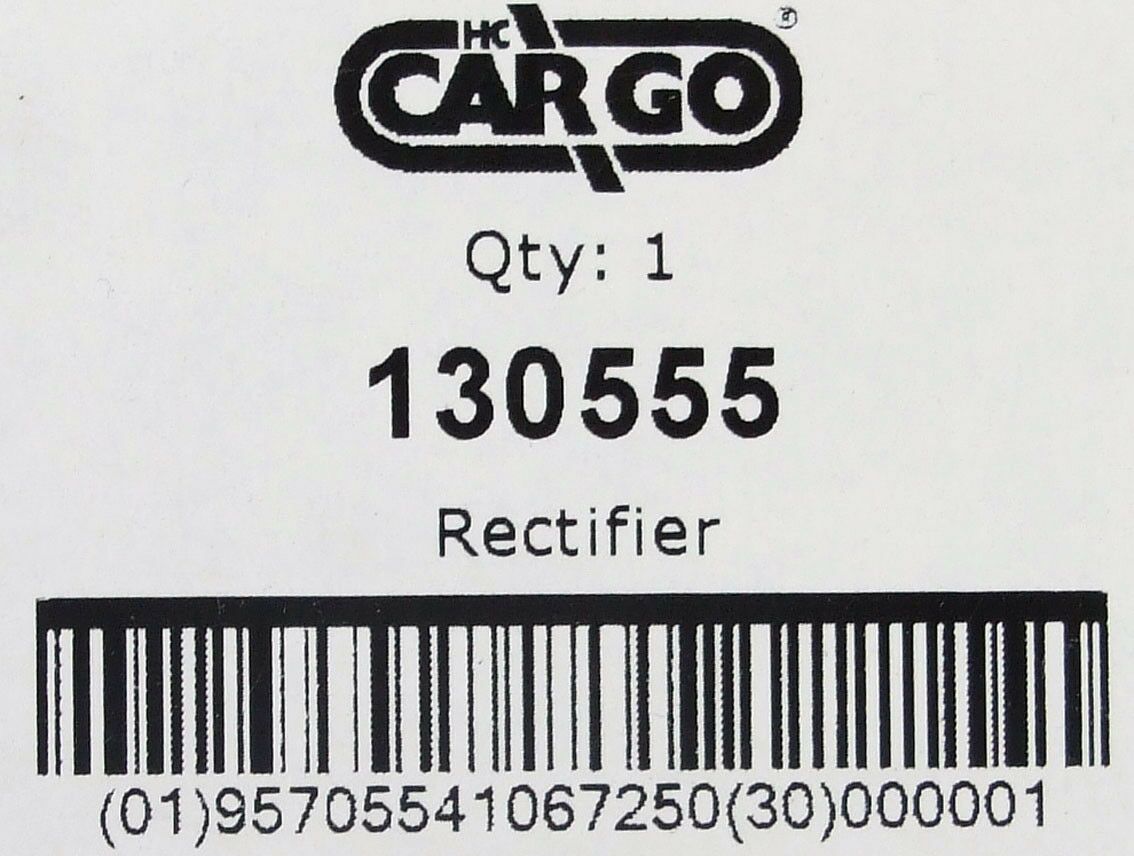 HC
CARGO®
Qty: 1
130555
Rectifier
(01)95705541067250(30)000001